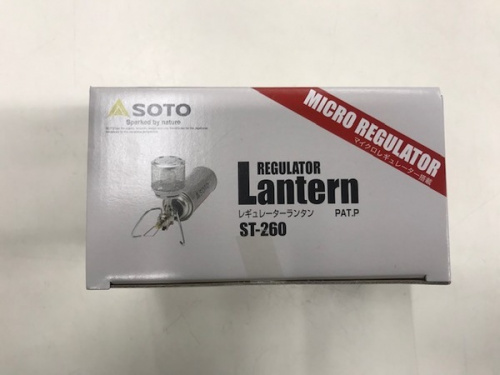 SOTO
Sparked by nature
MICRO REGULATOR
マイクロレギュレーター搭載
REGULATOR
Lantern
レギュレーターランタン PAT.P
ST-260
SOTO